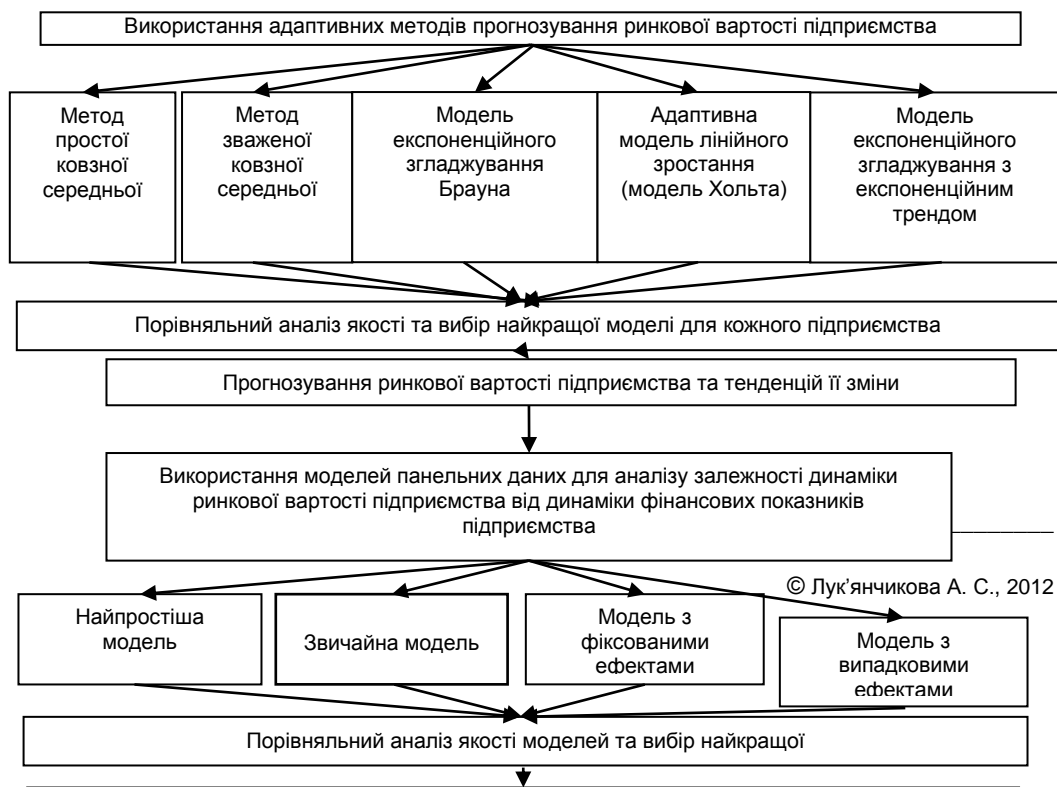 Використання адаптивних методів прогнозування ринкової вартості підприємства
Метод
простої
ковзної
середньої
Метод
зваженої
ковзної
середньої
Модель
експоненційного
згладжування
Брауна
Адаптивна
модель лінійного
зростання
(модель Хольта)
Модель
експоненційного
згладжування з
експоненційним
трендом
Порівняльний аналіз якості та вибір найкращої моделі для кожного підприємства
Прогнозування ринкової вартості підприємства та тенденцій її зміни
Використання моделей панельних даних для аналізу залежності динаміки
ринкової вартості підприємства від динаміки фінансових показників
підприємства
© Лук’янчикова А. С., 2012
Найпростіша
модель
Звичайна модель
Модель з
фіксованими
ефектами
Модель з
випадковими
ефектами
Порівняльний аналіз якості моделей та вибір найкращої